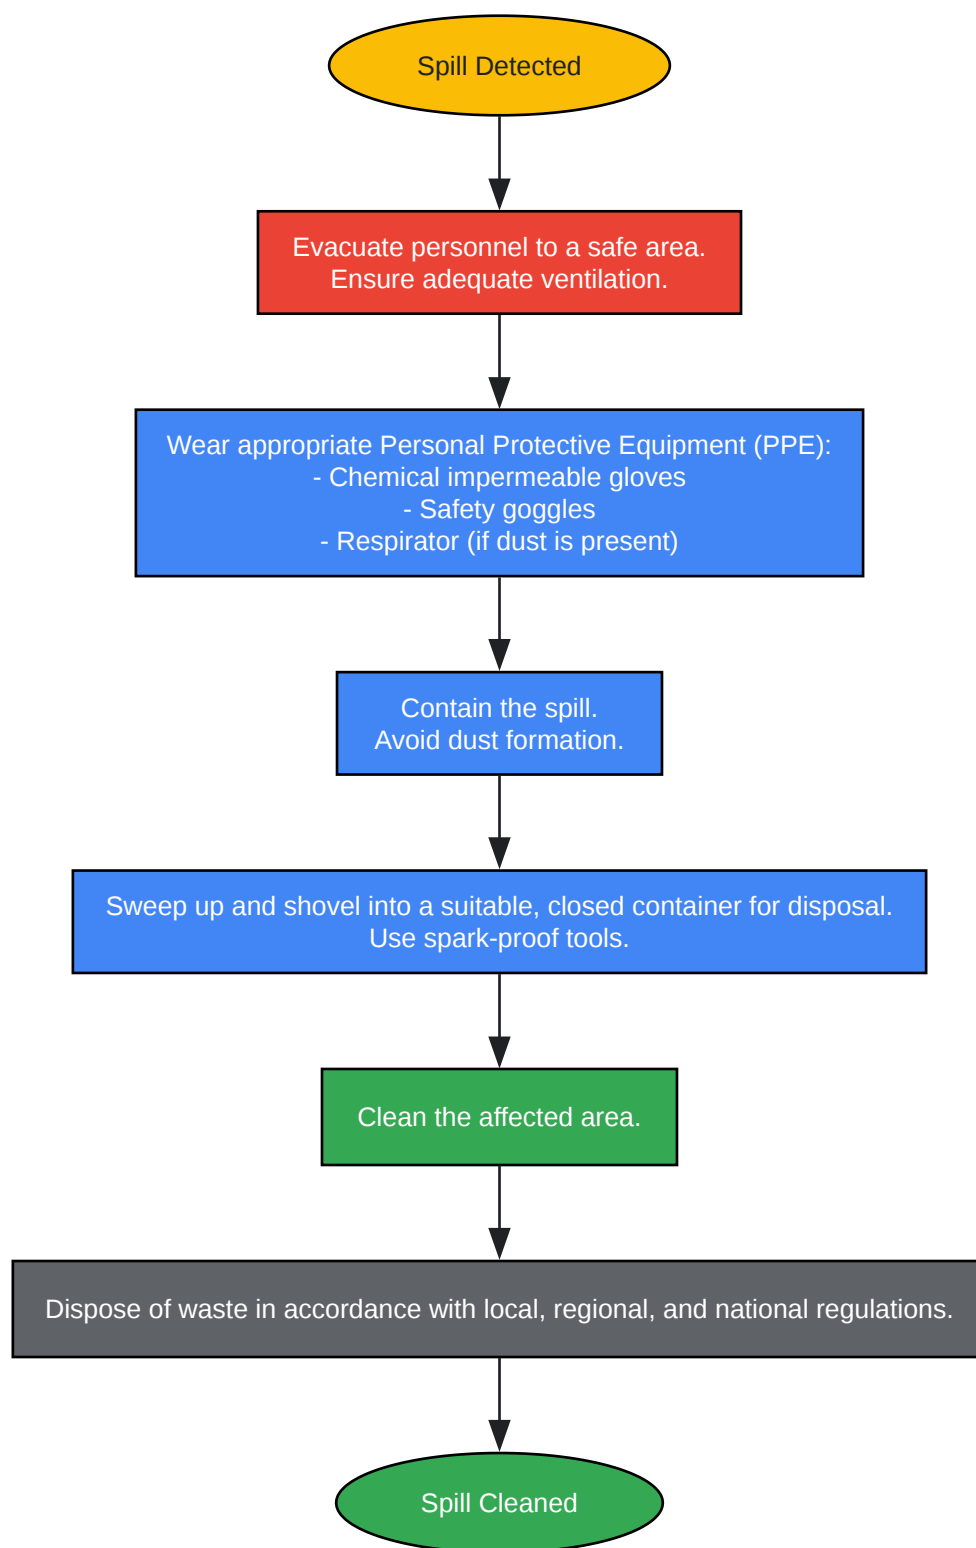 Spill Detected
Evacuate personnel to a safe area.
Ensure adequate ventilation.
Wear appropriate Personal Protective Equipment (PPE):
- Chemical impermeable gloves
- Safety goggles
- Respirator (if dust is present)
Contain the spill.
Avoid dust formation.
Sweep up and shovel into a suitable, closed container for disposal.
Use spark-proof tools.
Clean the affected area.
Dispose of waste in accordance with local, regional, and national regulations.
Spill Cleaned